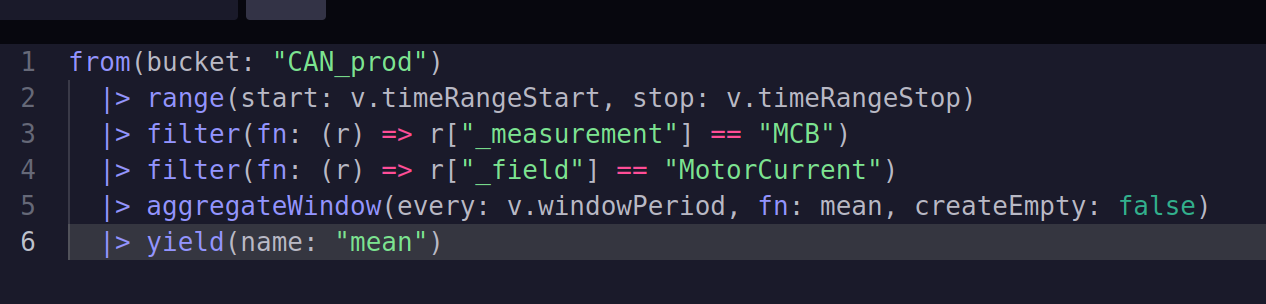 1 from(bucket: "CAN_prod")
2 |> range(start: v.timeRangeStart, stop: v.timeRangeStop)
3 |> filter(fn: (r) => r["_measurement"] == "MCB")
4 |> filter(fn: (r) => r["_field"] == "MotorCurrent")
5 |> aggregateWindow(every: v.windowPeriod, fn: mean, createEmpty: false)
6 |> yield(name: "mean")